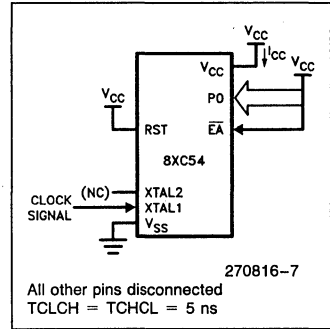 VCC
ICC
VCC
VCC
VCC
P0
RST
EA
8XC54
(NC)
XTAL2
CLOCK
SIGNAL
XTAL1
VSS
270816-7
All other pins disconnected
TCLCH = TCHCL = 5 ns